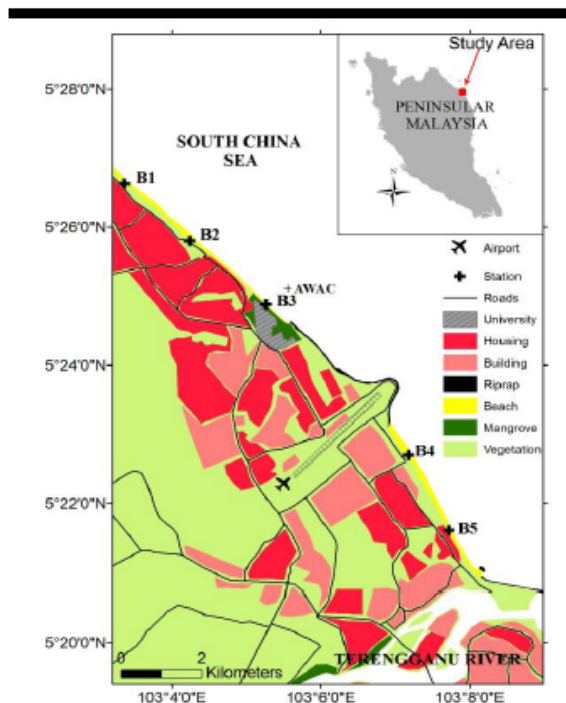 Study Area
5°28'0"N
PENINSULAR
MALAYSIA
SOUTH CHINA
SEA
N
B1
5°26'0"N
B2
Airport
Station
B3
AWAC
Roads
University
Housing
5°24'0"N
Building
Riprap
Beach
Mangrove
B4
Vegetation
5°22'0"N
B5
5°20'0"N
0 2
Kilometers
TERENGGANU RIVER
103°4'0"E 103°6'0"E 103°8'0"E